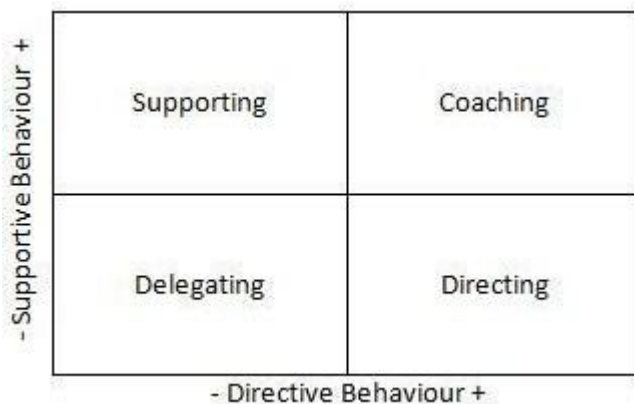 - Supportive Behaviour +
Supporting
Coaching
Delegating
Directing
- Directive Behaviour +